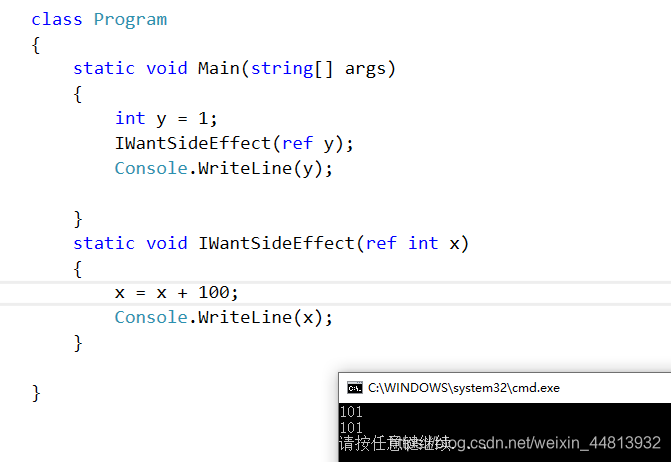 class Program
{
static void Main(string[] args)
{
int y = 1;
IWantSideEffect(ref y);
Console.WriteLine(y);
}
static void IWantSideEffect(ref int x)
{
x = x + 100;
Console.WriteLine(x);
}
}
C:\WINDOWS\system32\cmd.exe
101
101
请按任意键继续. . .
blog.csdn.net/weixin_44813932